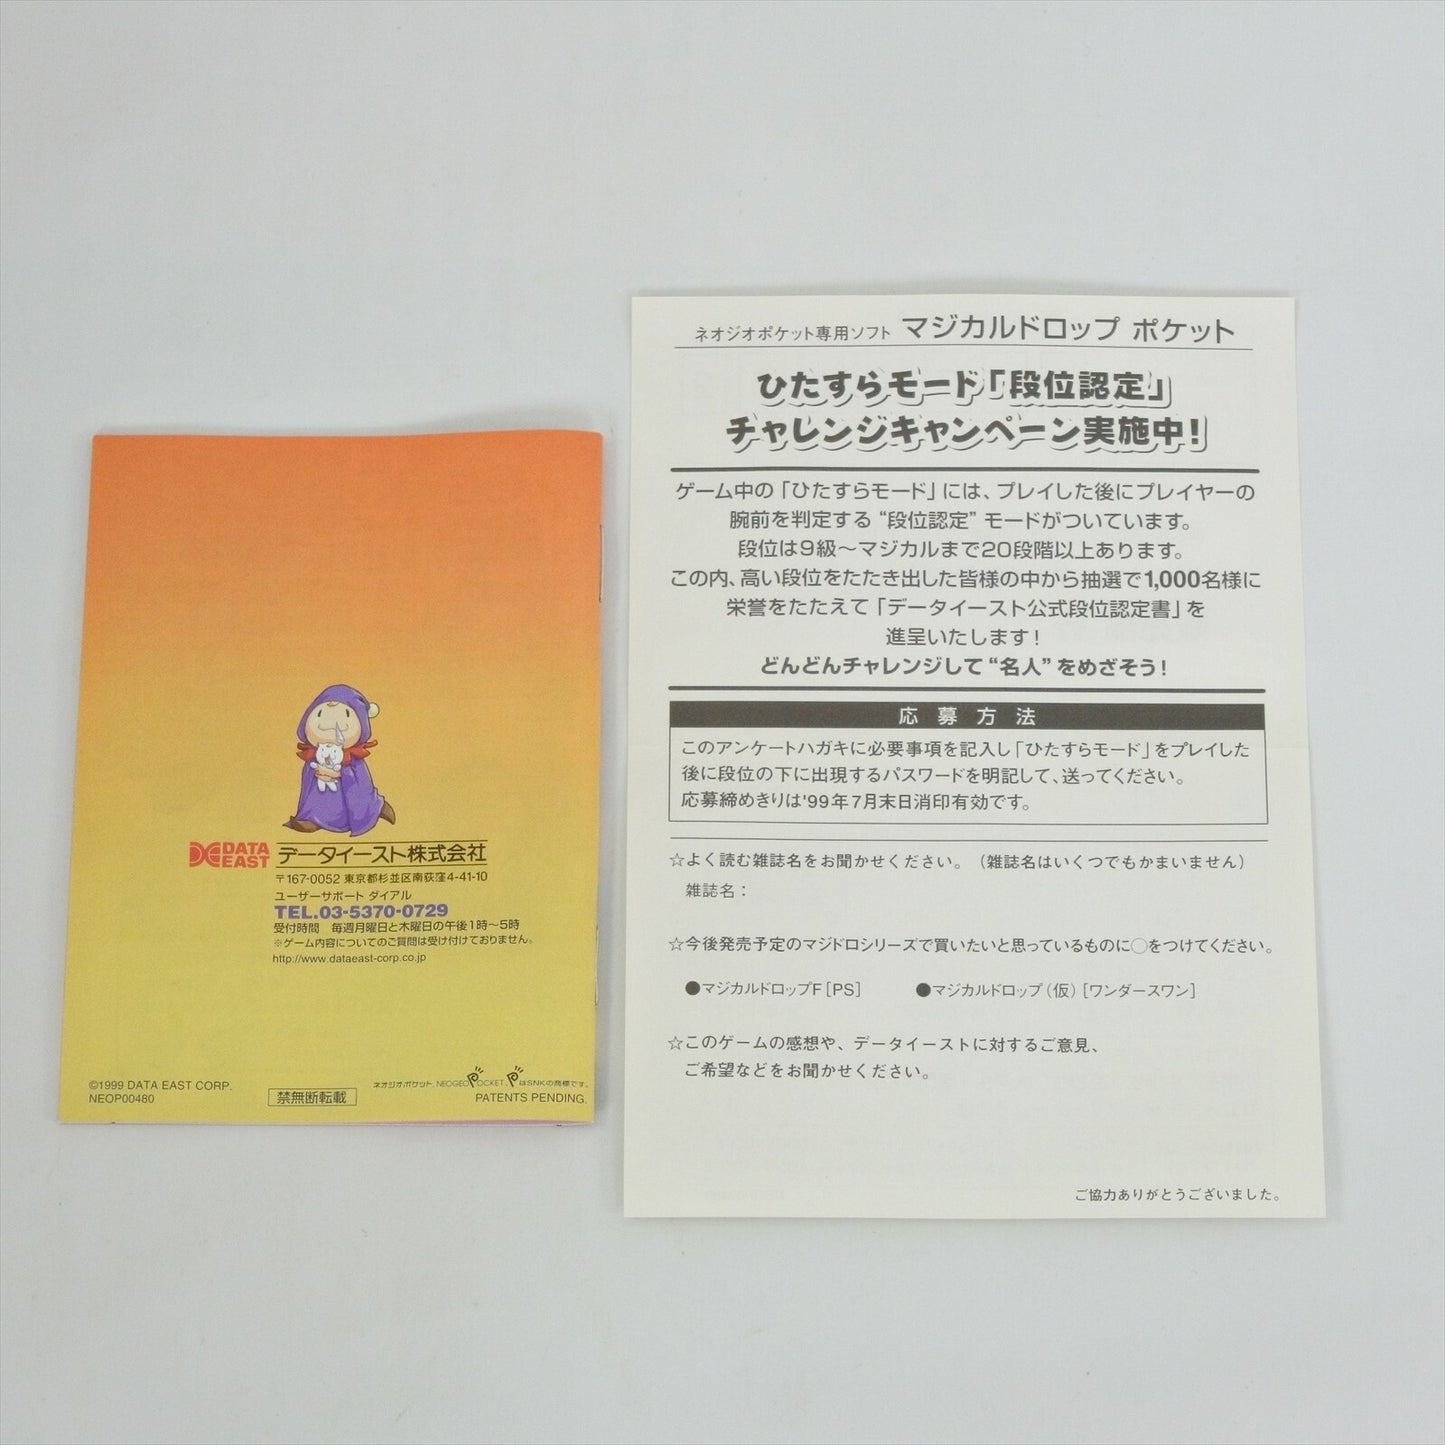 DATA EAST データイースト株式会社
〒167-0052 東京都杉並区南荻窪4-41-10
ユーザーサポート ダイアル
TEL.03-5370-0729
受付時間　毎週月曜日と木曜日の午後1時～5時
※ゲーム内容についてのご質問は受け付けておりません。
http://www.dataeast-corp.co.jp
©1999 DATA EAST CORP.
NEOP00480
禁無断転載
ネオジオポケット, NEOGEO POCKET, はSNKの商標です。
PATENTS PENDING.
ネオジオポケット専用ソフト マジカルドロップ ポケット
ひたすらモード「段位認定」
チャレンジキャンペーン実施中!
ゲーム中の「ひたすらモード」には、プレイした後にプレイヤーの
腕前を判定する“段位認定”モードがついています。
段位は9級～マジカルまで20段階以上あります。
この内、高い段位をたたき出した皆様の中から抽選で1,000名様に
栄誉をたたえて「データイースト公式段位認定書」を
進呈いたします!
どんどんチャレンジして“名人”をめざそう!
応募方法
このアンケートハガキに必要事項を記入し「ひたすらモード」をプレイした
後に段位の下に出現するパスワードを明記して、送ってください。
応募締めきりは'99年7月末日消印有効です。
☆よく読む雑誌名をお聞かせください。（雑誌名はいくつでもかまいません）
雑誌名：
☆今後発売予定のマジドロシリーズで買いたいと思っているものに○をつけてください。
●マジカルドロップF[PS]　●マジカルドロップ（仮）[ワンダースワン]
☆このゲームの感想や、データイーストに対するご意見、
ご希望などをお聞かせください。
ご協力ありがとうございました。